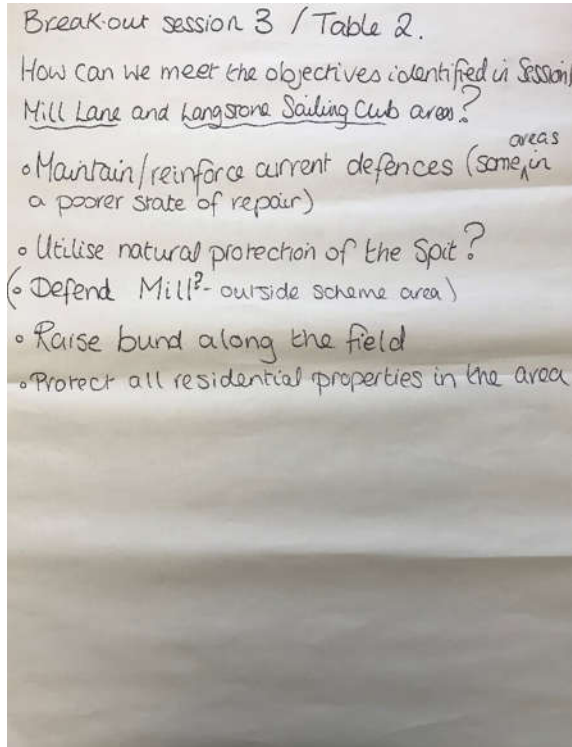 Break-out session 3 / Table 2.
How can we meet the objectives identified in Session
Mill Lane and Langstone Sailing Club areas?
• Maintain/reinforce current defences (some areas in
a poorer state of repair)
• Utilise natural protection of the Spit?
(• Defend Mill? - outside scheme area)
• Raise bund along the field
• Protect all residential properties in the area